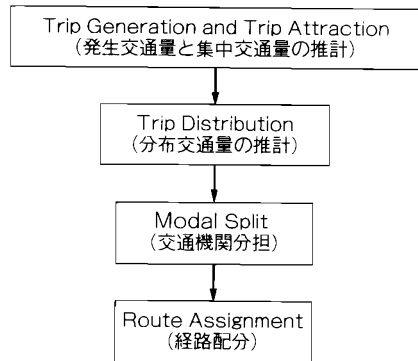 Trip Generation and Trip Attraction
(発生交通量と集中交通量の推計)
Trip Distribution
(分布交通量の推計)
Modal Split
(交通機関分担)
Route Assignment
(経路配分)